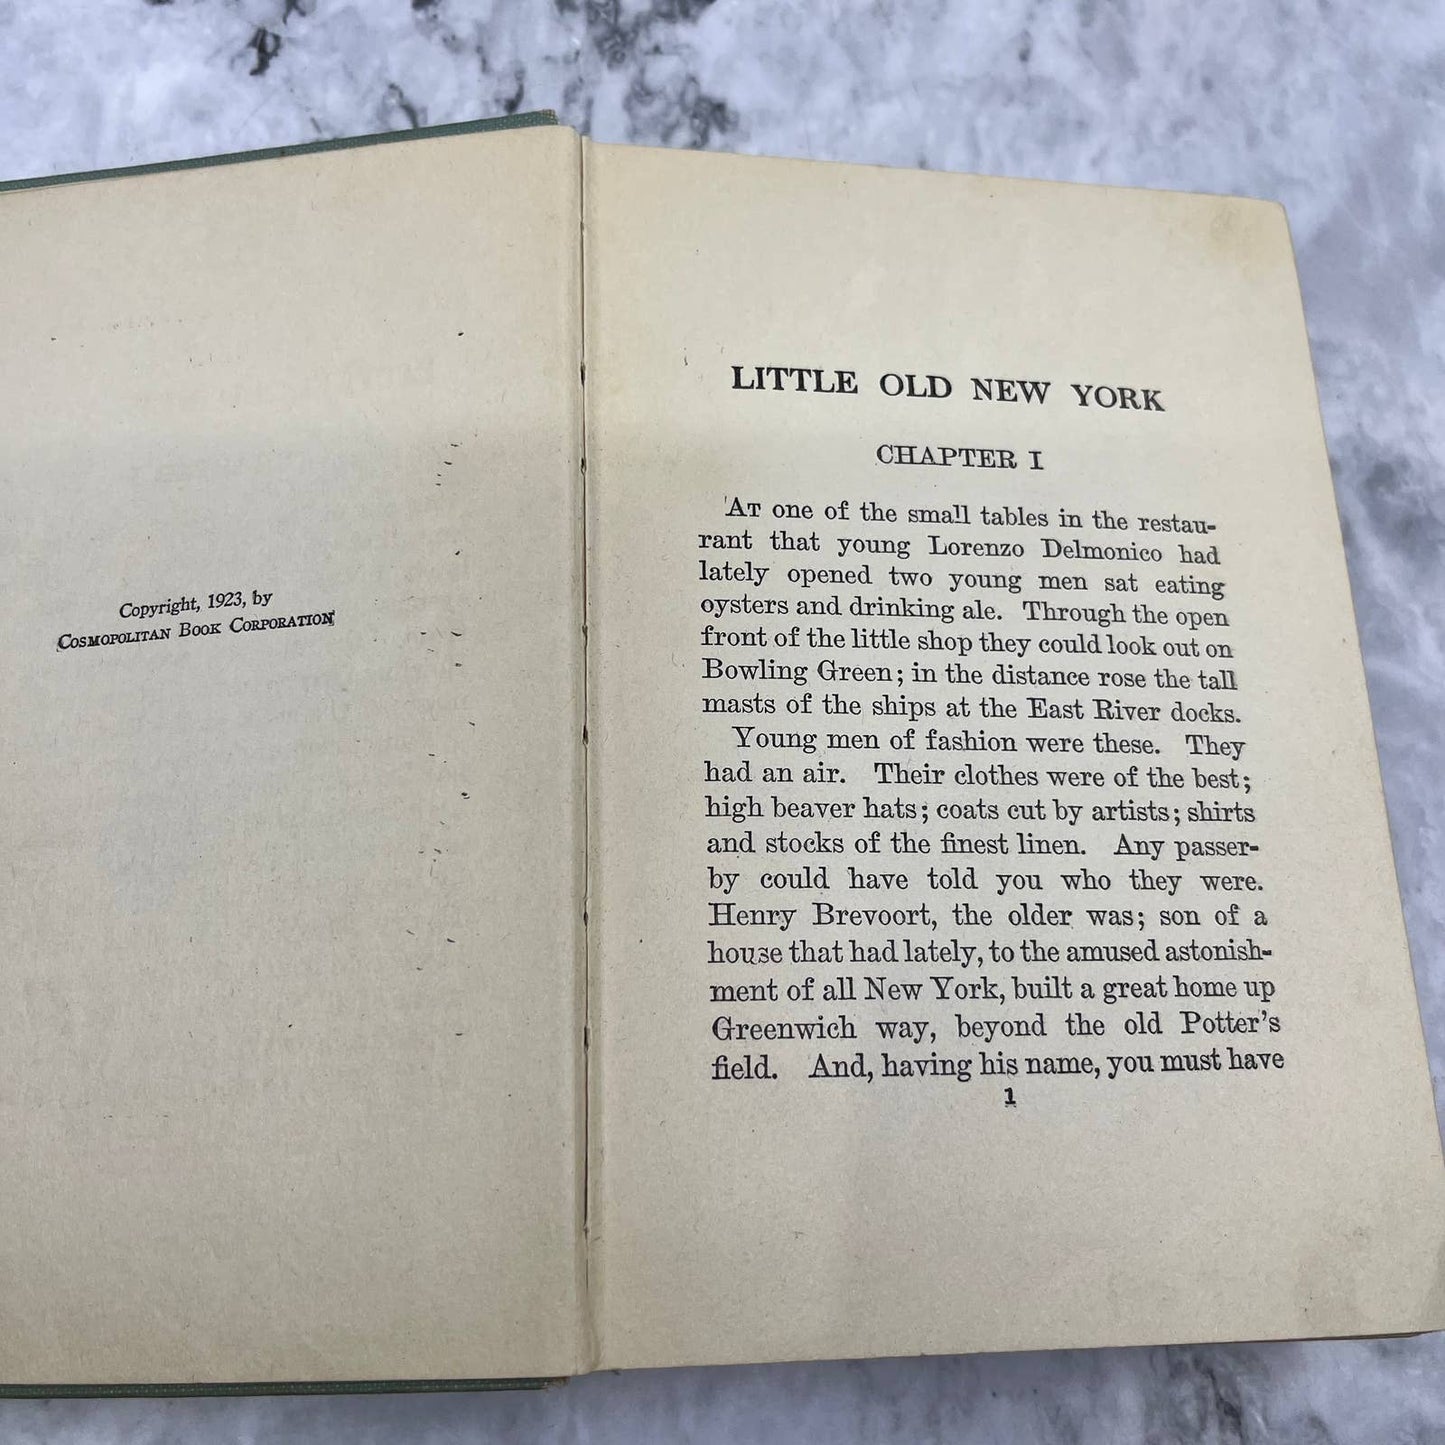 Copyright, 1923, by
COSMOPOLITAN BOOK CORPORATION
LITTLE OLD NEW YORK
CHAPTER I
AT one of the small tables in the restau-
rant that young Lorenzo Delmonico had
lately opened two young men sat eating
oysters and drinking ale. Through the open
front of the little shop they could look out on
Bowling Green; in the distance rose the tall
masts of the ships at the East River docks.
Young men of fashion were these. They
had an air. Their clothes were of the best;
high beaver hats; coats cut by artists; shirts
and stocks of the finest linen. Any passer-
by could have told you who they were.
Henry Brevoort, the older was; son of a
house that had lately, to the amused astonish-
ment of all New York, built a great home up
Greenwich way, beyond the old Potter's
field. And, having his name, you must have
1